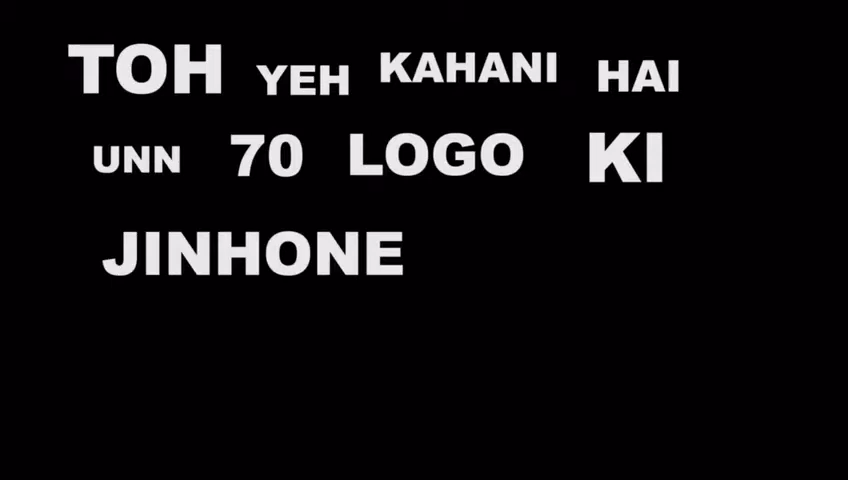 TOH YEH KAHANI HAI
UNN 70 LOGO KI
JINHONE